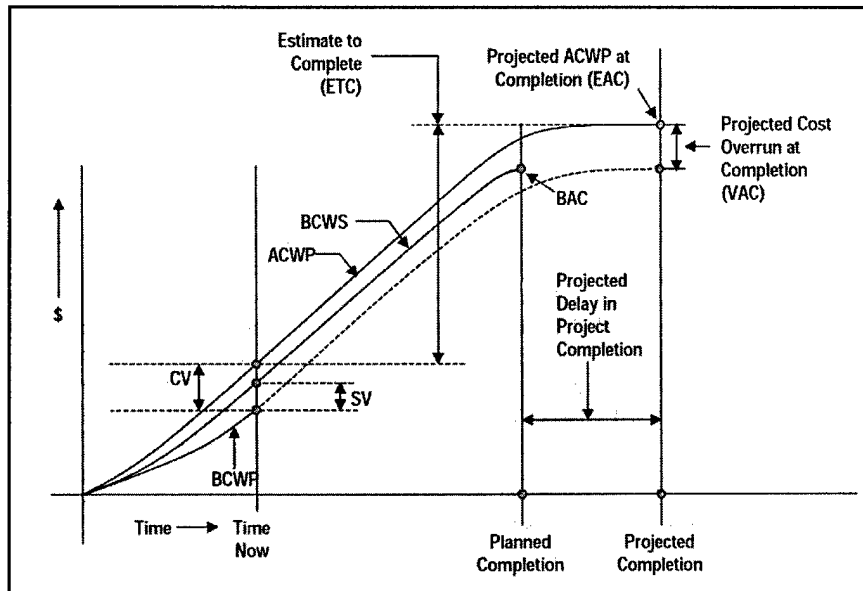 Estimate to
Complete
(ETC)
Projected ACWP at
Completion (EAC)
Projected Cost
Overrun at
Completion
(VAC)
BAC
BCWS
ACWP
Projected
Delay in
Project
Completion
$
CV
SV
BCWP
Time
Time
Now
Planned
Completion
Projected
Completion